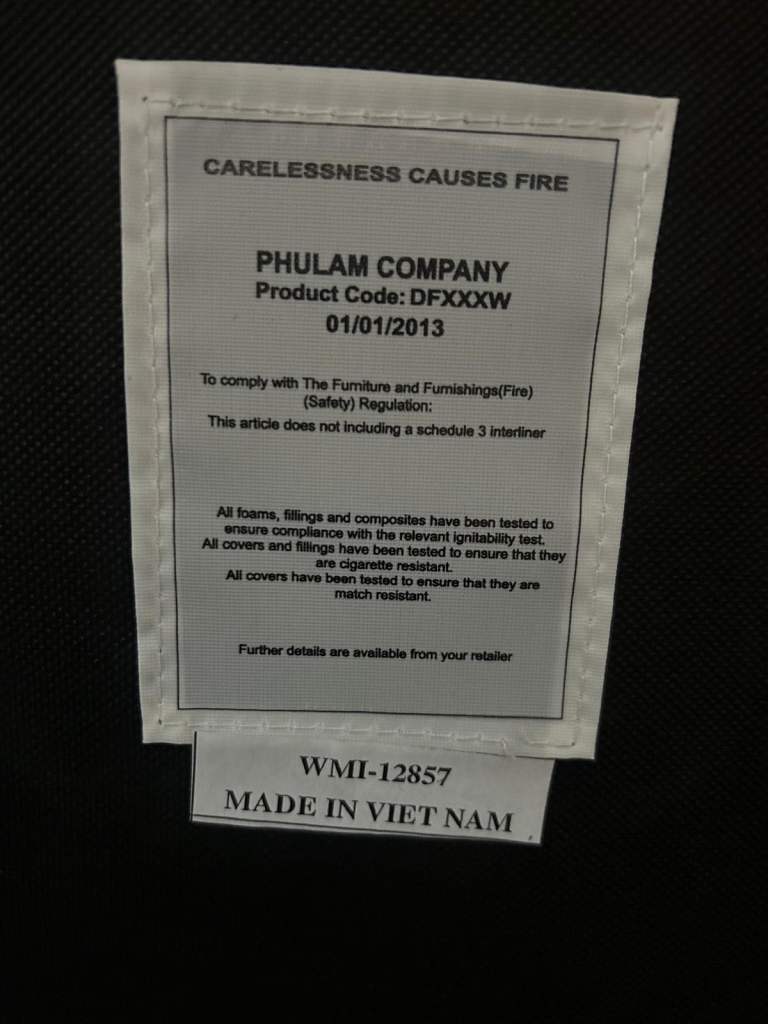 CARELESSNESS CAUSES FIRE
PHULAM COMPANY
Product Code: DFXXXW
01/01/2013
To comply with The Furniture and Furnishings(Fire)
(Safety) Regulation:
This article does not including a schedule 3 interliner
All foams, fillings and composites have been tested to
ensure compliance with the relevant ignitability test.
All covers and fillings have been tested to ensure that they
are cigarette resistant.
All covers have been tested to ensure that they are
match resistant.
Further details are available from your retailer
WMI-12857
MADE IN VIET NAM